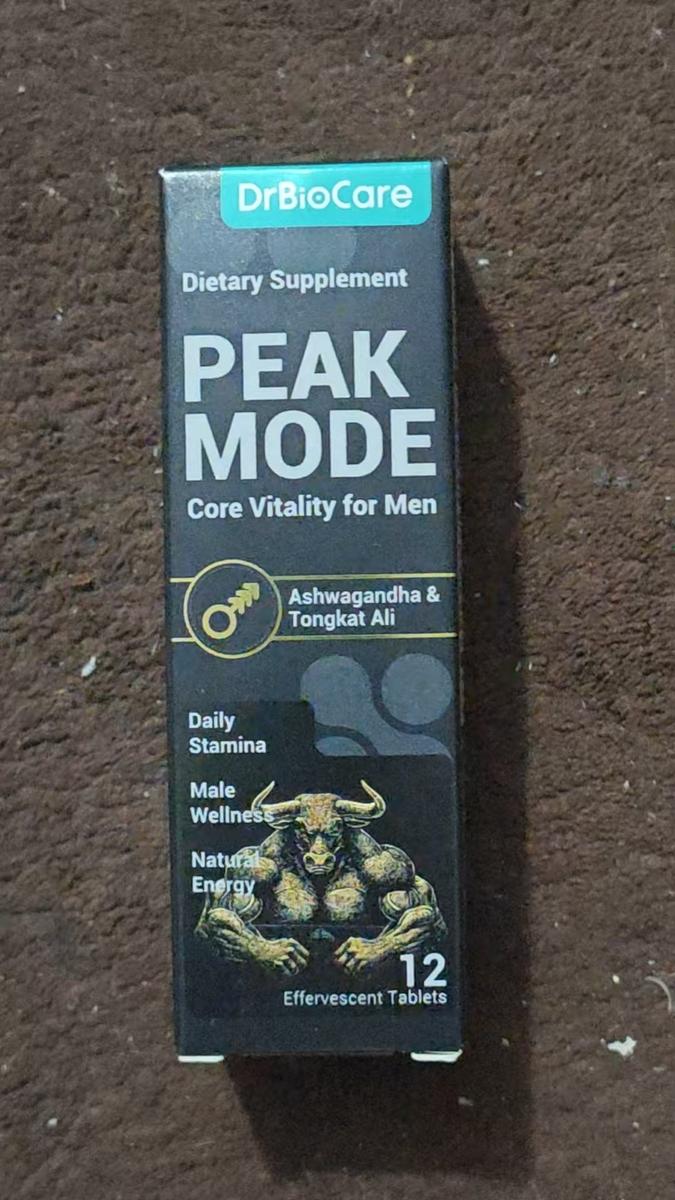 DrBioCare
Dietary Supplement
PEAK
MODE
Core Vitality for Men
Ashwagandha &
Tongkat Ali
Daily
Stamina
Male
Wellness
Natural
Energy
12
Effervescent Tablets